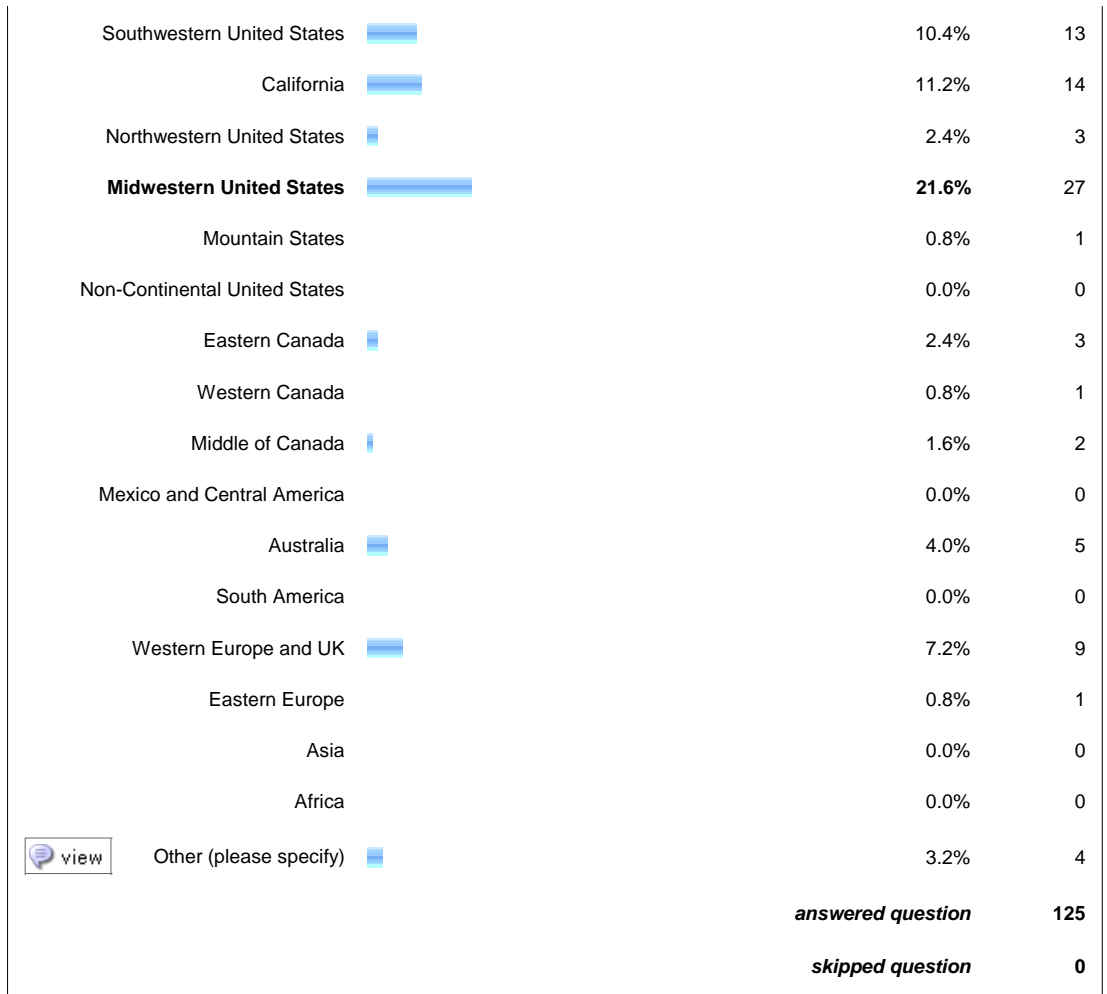 Southwestern United States 10.4% 13
California 11.2% 14
Northwestern United States 2.4% 3
Midwestern United States 21.6% 27
Mountain States 0.8% 1
Non-Continental United States 0.0% 0
Eastern Canada 2.4% 3
Western Canada 0.8% 1
Middle of Canada 1.6% 2
Mexico and Central America 0.0% 0
Australia 4.0% 5
South America 0.0% 0
Western Europe and UK 7.2% 9
Eastern Europe 0.8% 1
Asia 0.0% 0
Africa 0.0% 0
view Other (please specify) 3.2% 4
answered question 125
skipped question 0